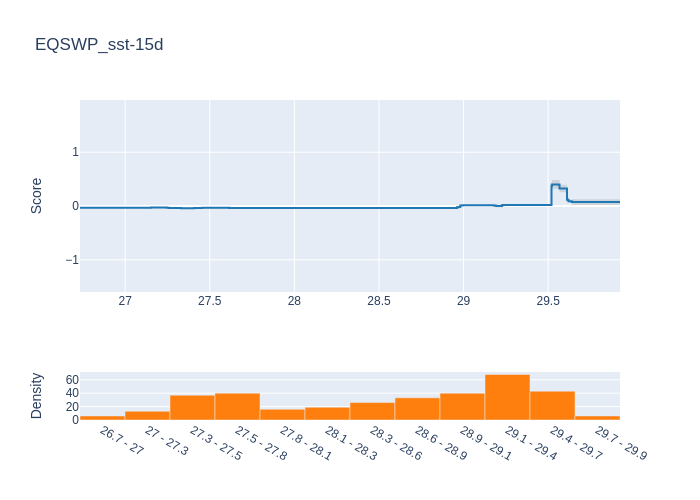 EQSWP_sst-15d
Score
1
0
−1
27
27.5
28
28.5
29
29.5
Density
60
40
20
0
26.7 - 27
27 - 27.3
27.3 - 27.5
27.5 - 27.8
27.8 - 28.1
28.1 - 28.3
28.3 - 28.6
28.6 - 28.9
28.9 - 29.1
29.1 - 29.4
29.4 - 29.7
29.7 - 29.9